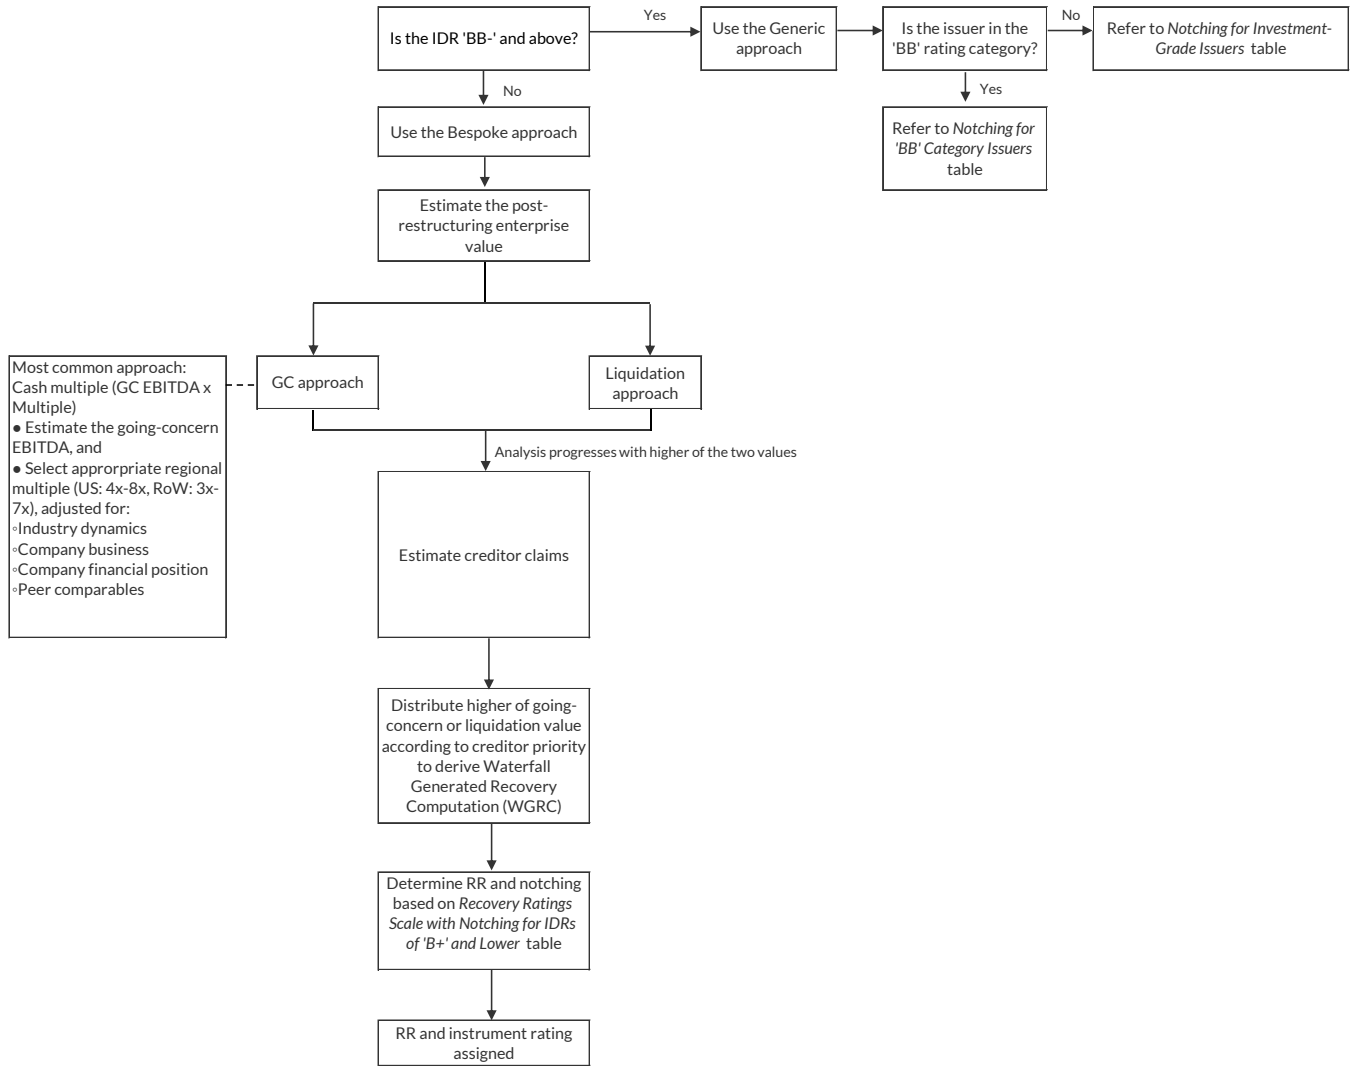 Is the IDR 'BB-' and above?
Yes
Use the Generic
approach
Is the issuer in the
'BB' rating category?
No
Refer to Notching for Investment-
Grade Issuers table
No
Yes
Use the Bespoke approach
Refer to Notching for
'BB' Category Issuers
table
Estimate the post-
restructuring enterprise
value
Most common approach:
Cash multiple (GC EBITDA x
Multiple)
● Estimate the going-concern
EBITDA, and
● Select approrpriate regional
multiple (US: 4x-8x, RoW: 3x-
7x), adjusted for:
◦Industry dynamics
◦Company business
◦Company financial position
◦Peer comparables
GC approach
Liquidation
approach
Analysis progresses with higher of the two values
Estimate creditor claims
Distribute higher of going-
concern or liquidation value
according to creditor priority
to derive Waterfall
Generated Recovery
Computation (WGRC)
Determine RR and notching
based on Recovery Ratings
Scale with Notching for IDRs
of 'B+' and Lower table
RR and instrument rating
assigned